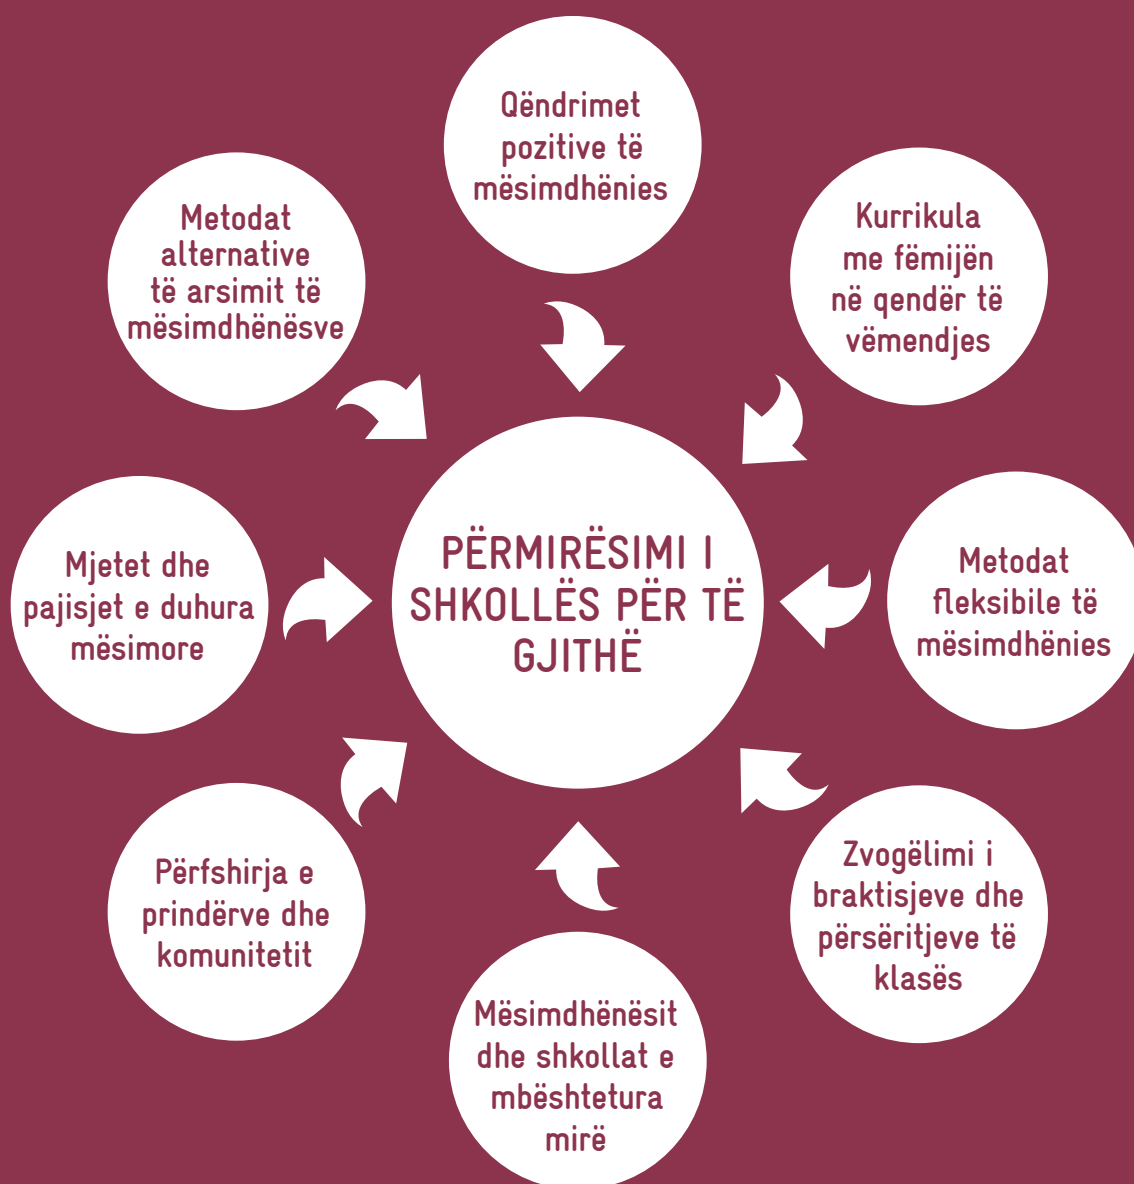 Qëndrimet
pozitive të
mësimdhënies
Kurrikula
me fëmijën
në qendër të
vëmendjes
Metodat
fleksibile të
mësimdhënies
Zvogëlimi i
braktisjeve dhe
përsëritjeve të
klasës
Mësimdhënësit
dhe shkollat e
mbështetura
mirë
Përfshirja e
prindërve dhe
komunitetit
Mjetet dhe
pajisjet e duhura
mësimore
Metodat
alternative
të arsimit të
mësimdhënësve
PËRMIRËSIMI I
SHKOLLËS PËR TË
GJITHË